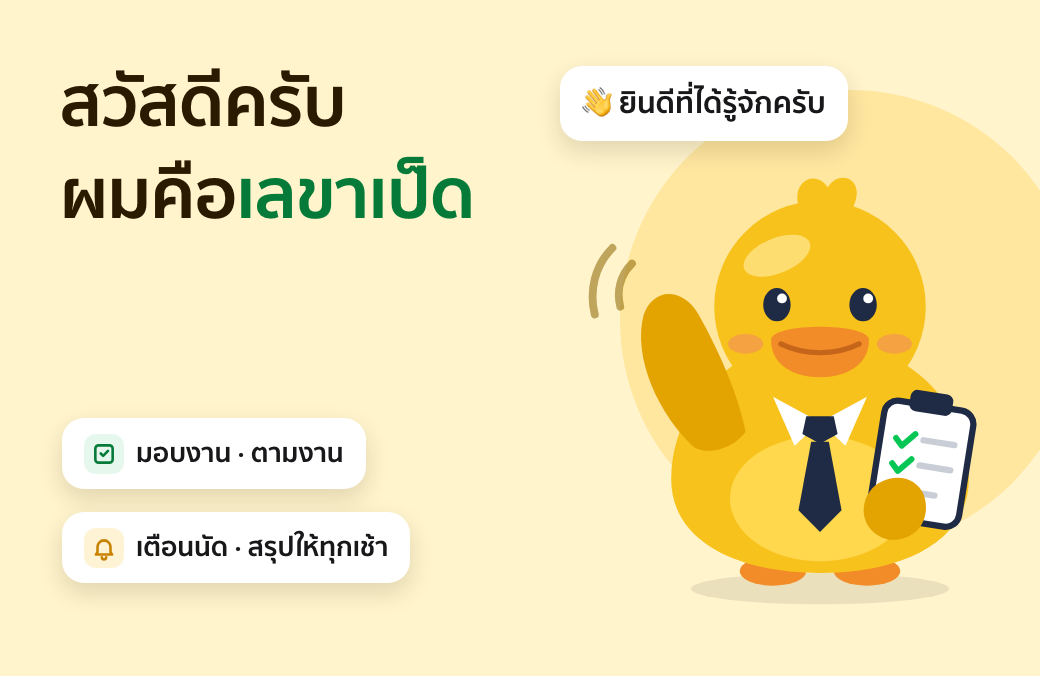 สวัสดีครับ
ผมคือเลขาเป็ด
👋 ยินดีที่ได้รู้จักครับ
มอบงาน · ตามงาน
เตือนนัด · สรุปให้ทุกเช้า